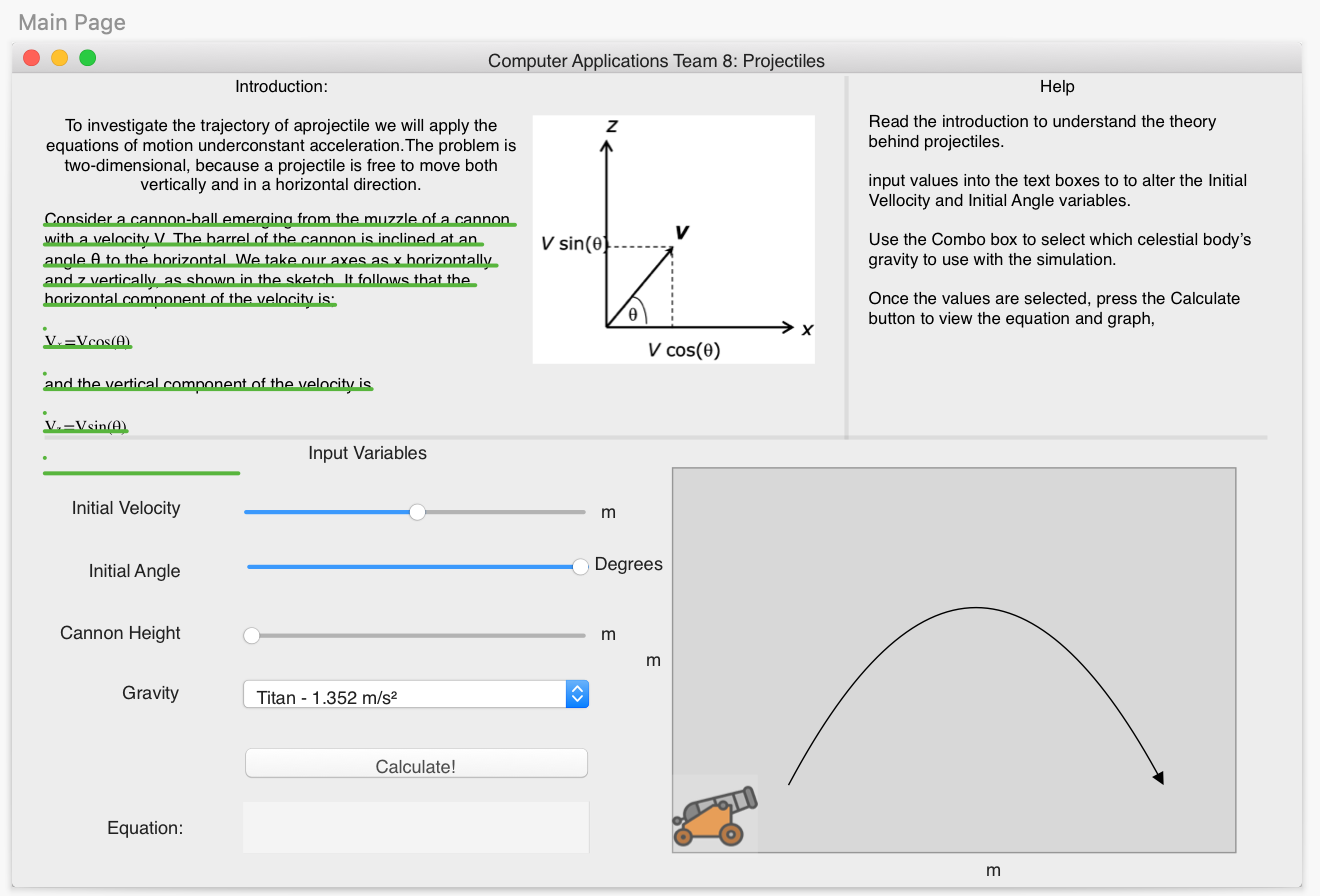 Main Page
Computer Applications Team 8: Projectiles
Introduction:
To investigate the trajectory of aprojectile we will apply the
equations of motion underconstant acceleration.The problem is
two-dimensional, because a projectile is free to move both
vertically and in a horizontal direction.
Consider a cannon-ball emerging from the muzzle of a cannon
with a velocity V. The barrel of the cannon is inclined at an
angle θ to the horizontal. We take our axes as x horizontally
and z vertically, as shown in the sketch. It follows that the
horizontal component of the velocity is:
Vₓ=Vcos(θ)
and the vertical component of the velocity is
V_z=Vsin(θ)
z
V sin(θ)
v
θ
x
V cos(θ)
Help
Read the introduction to understand the theory
behind projectiles.
input values into the text boxes to to alter the Initial
Vellocity and Initial Angle variables.
Use the Combo box to select which celestial body’s
gravity to use with the simulation.
Once the values are selected, press the Calculate
button to view the equation and graph,
Input Variables
Initial Velocity
m
Initial Angle
Degrees
Cannon Height
m
Gravity
Titan - 1.352 m/s²
Calculate!
Equation:
m
m